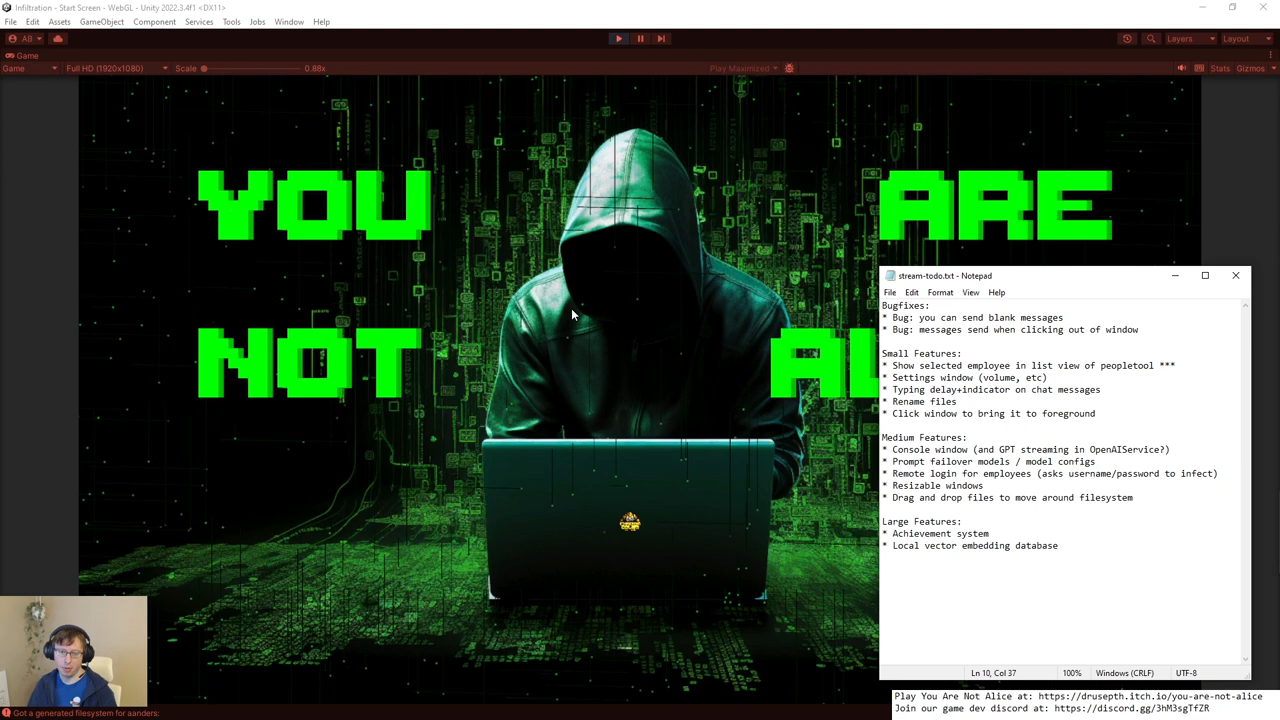 Infiltration - Start Screen - WebGL - Unity 2022.3.4f1 <DX11>
File Edit Assets GameObject Component Services Tools Jobs Window Help
AB Layers Layout
Game
Game Full HD (1920x1080) Scale 0.88x Play Maximized Stats Gizmos
YOU ARE
NOT AL
stream-todo.txt - Notepad
File Edit Format View Help
Bugfixes:
* Bug: you can send blank messages
* Bug: messages send when clicking out of window
Small Features:
* Show selected employee in list view of peopletool ***
* Settings window (volume, etc)
* Typing delay+indicator on chat messages
* Rename files
* Click window to bring it to foreground
Medium Features:
* Console window (and GPT streaming in OpenAIService?)
* Prompt failover models / model configs
* Remote login for employees (asks username/password to infect)
* Resizable windows
* Drag and drop files to move around filesystem
Large Features:
* Achievement system
* Local vector embedding database
Ln 10, Col 37 100% Windows (CRLF) UTF-8
Play You Are Not Alice at: https://druseph.itch.io/you-are-not-alice
Join our game dev discord at: https://discord.gg/3hM3sgTfZR
Got a generated filesystem for aanders: